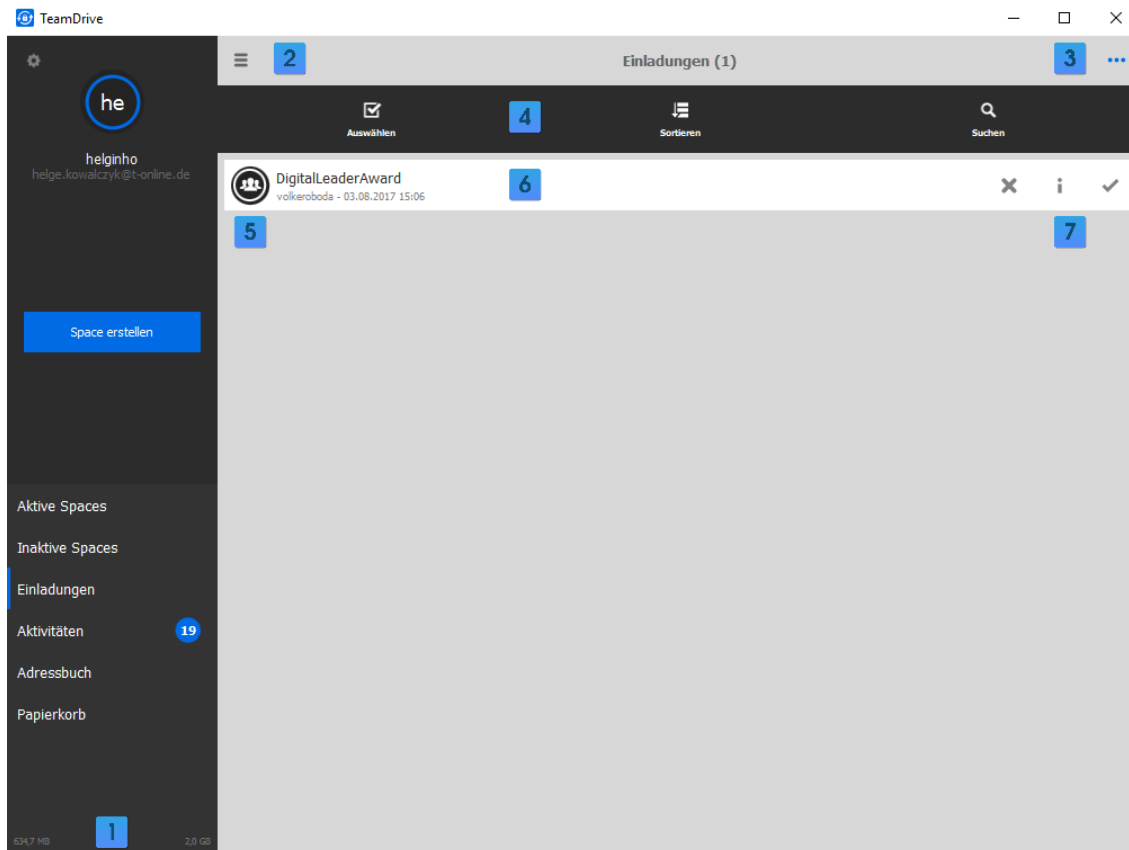 TeamDrive
2
Einladungen (1)
3
he
helginho
helge.kowalczyk@t-online.de
Auswählen
4
Sortieren
Suchen
DigitalLeaderAward
volkeroboda - 03.08.2017 15:06
6
5
7
Space erstellen
Aktive Spaces
Inaktive Spaces
Einladungen
Aktivitäten 19
Adressbuch
Papierkorb
634,7 MB
1
2,0 GB